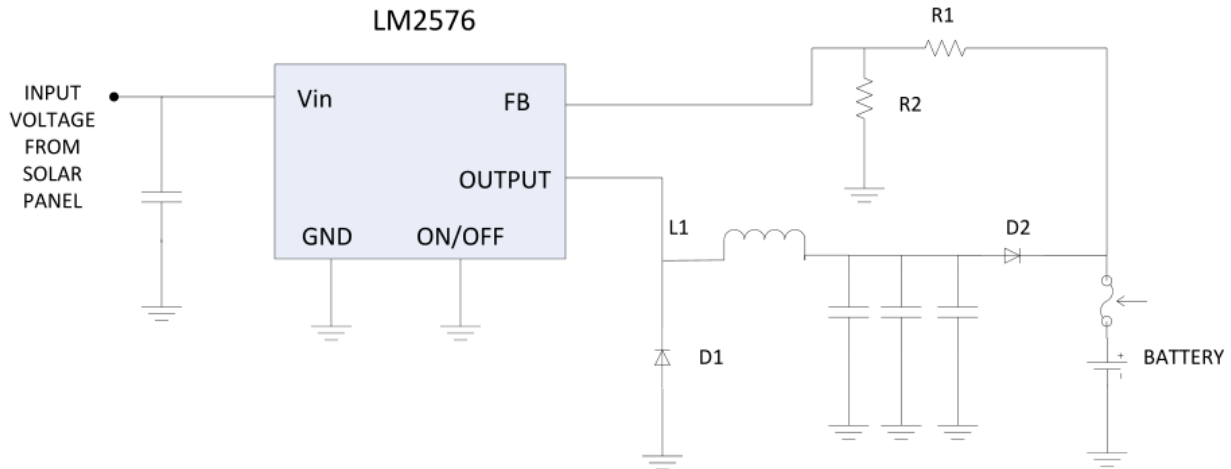 LM2576
R1
INPUT
VOLTAGE
FROM
SOLAR
PANEL
Vin
FB
R2
OUTPUT
GND
ON/OFF
L1
D2
D1
BATTERY
+
-